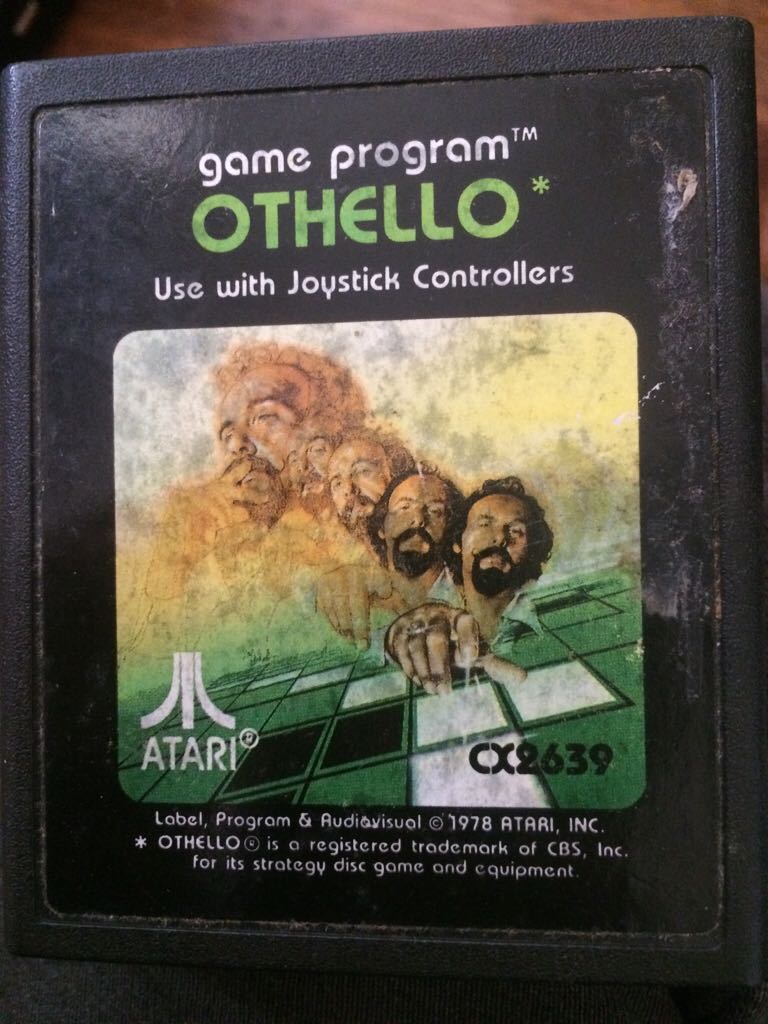 game program™
OTHELLO*
Use with Joystick Controllers
ATARI®
CX2639
Label, Program & Audiovisual © 1978 ATARI, INC.
* OTHELLO® is a registered trademark of CBS, Inc.
for its strategy disc game and equipment.